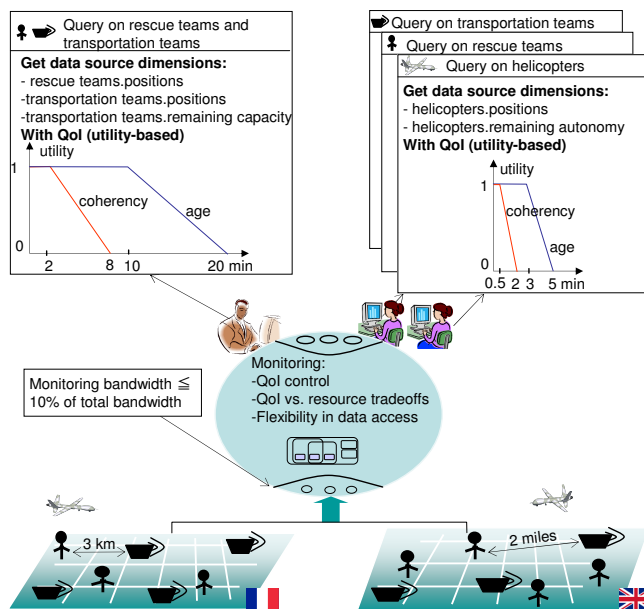 Query on rescue teams and
transportation teams
Get data source dimensions:
- rescue teams.positions
-transportation teams.positions
-transportation teams.remaining capacity
With QoI (utility-based)
utility
1
coherency
age
0
2
8
10
20 min
Query on transportation teams
Query on rescue teams
Query on helicopters
Get data source dimensions:
- helicopters.positions
- helicopters.remaining autonomy
With QoI (utility-based)
utility
1
coherency
age
0
0.5
2
3
5 min
Monitoring bandwidth ≦
10% of total bandwidth
Monitoring:
-QoI control
-QoI vs. resource tradeoffs
-Flexibility in data access
3 km
2 miles